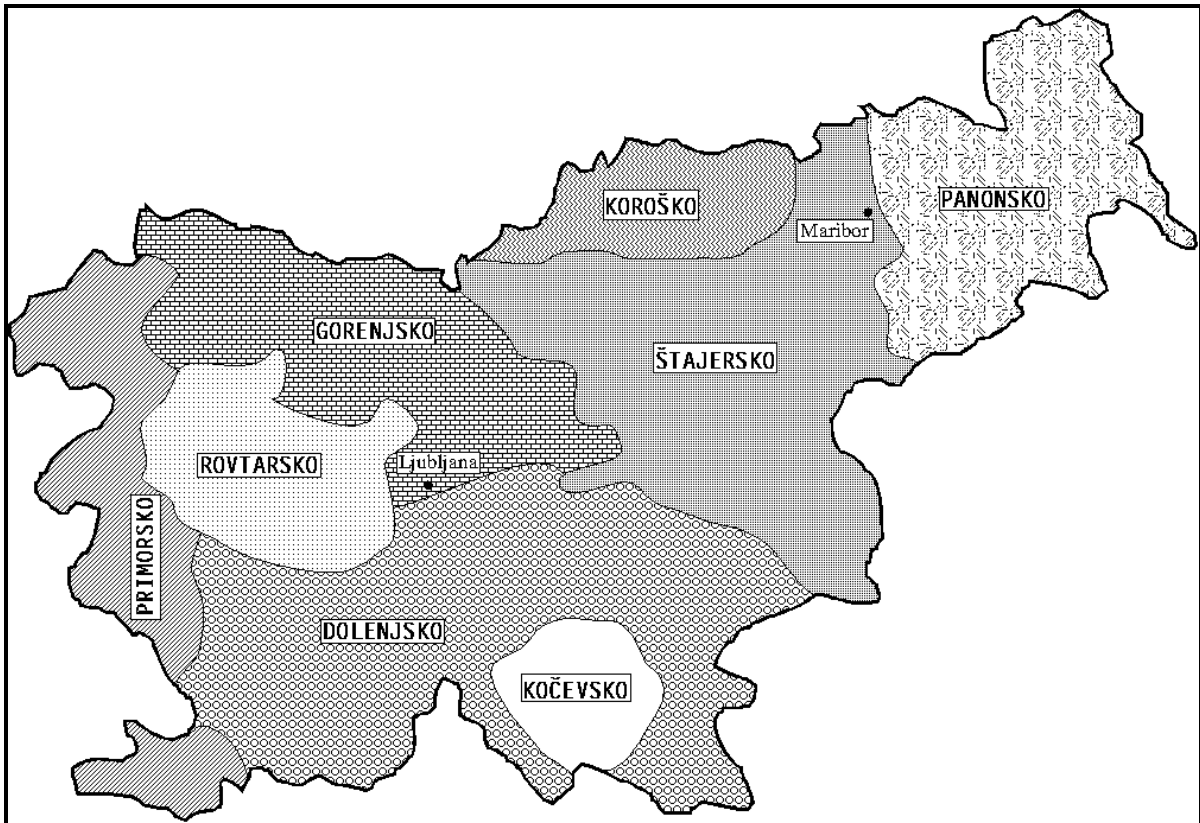 KOROŠKO
PANONSKO
Maribor
GORENJSKO
ŠTAJERSKO
ROVTARSKO
Ljubljana
PRIMORSKO
DOLENJSKO
KOČEVSKO